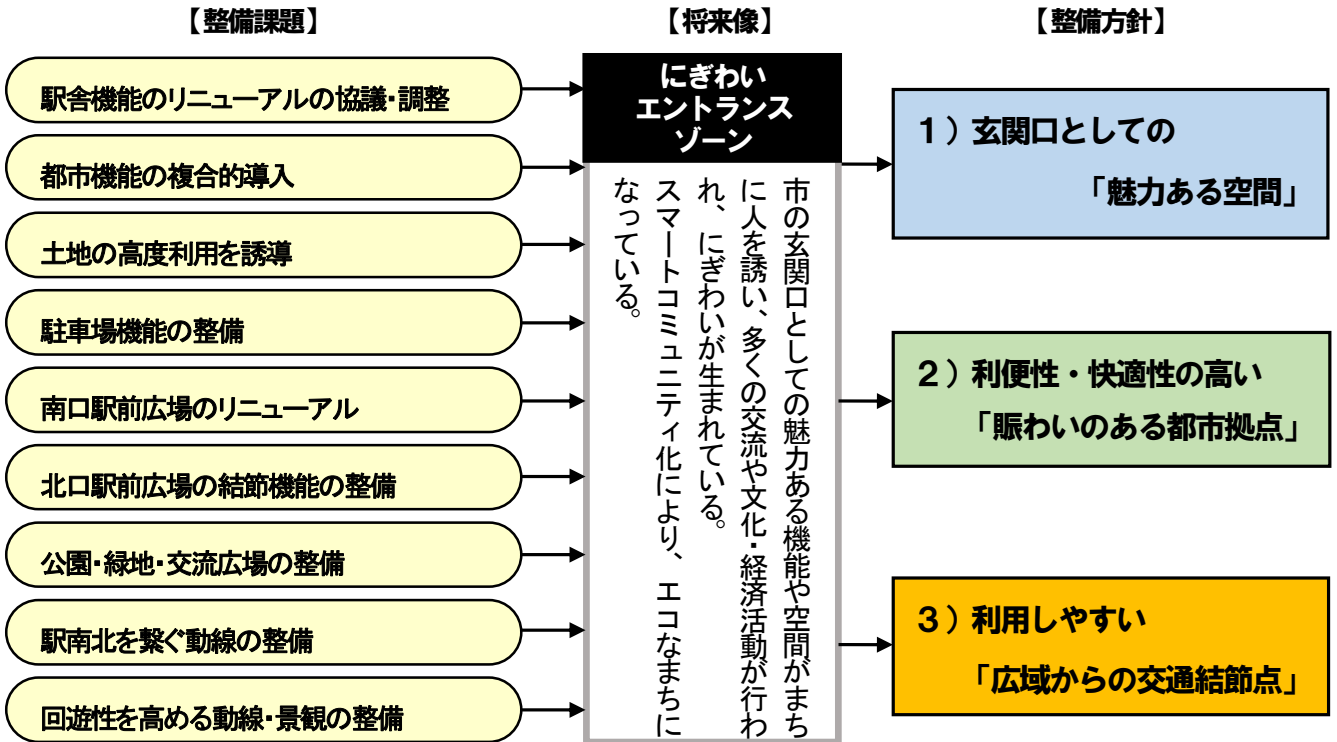 【整備課題】
駅舎機能のリニューアルの協議・調整
都市機能の複合的導入
土地の高度利用を誘導
駐車場機能の整備
南口駅前広場のリニューアル
北口駅前広場の結節機能の整備
公園・緑地・交流広場の整備
駅南北を繋ぐ動線の整備
回遊性を高める動線・景観の整備
【将来像】
にぎわい
エントランス
ゾーン
市の玄関口としての魅力ある機能や空間がまち
に人を誘い、多くの交流や文化・経済活動が行わ
れ、にぎわいが生まれている。
スマートコミュニティ化により、エコなまちに
なっている。
【整備方針】
１）玄関口としての
「魅力ある空間」
２）利便性・快適性の高い
「賑わいのある都市拠点」
３）利用しやすい
「広域からの交通結節点」